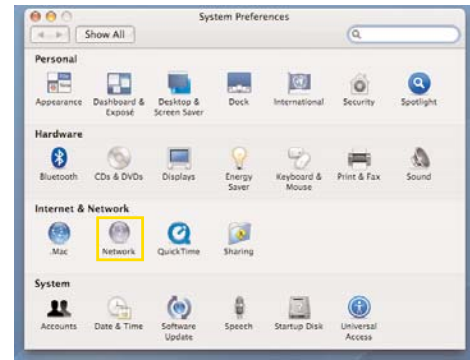 System Preferences
Show All
Personal
Appearance Dashboard & Exposé Desktop & Screen Saver Dock International Security Spotlight
Hardware
Bluetooth CDs & DVDs Displays Energy Saver Keyboard & Mouse Print & Fax Sound
Internet & Network
.Mac Network QuickTime Sharing
System
Accounts Date & Time Software Update Speech Startup Disk Universal Access